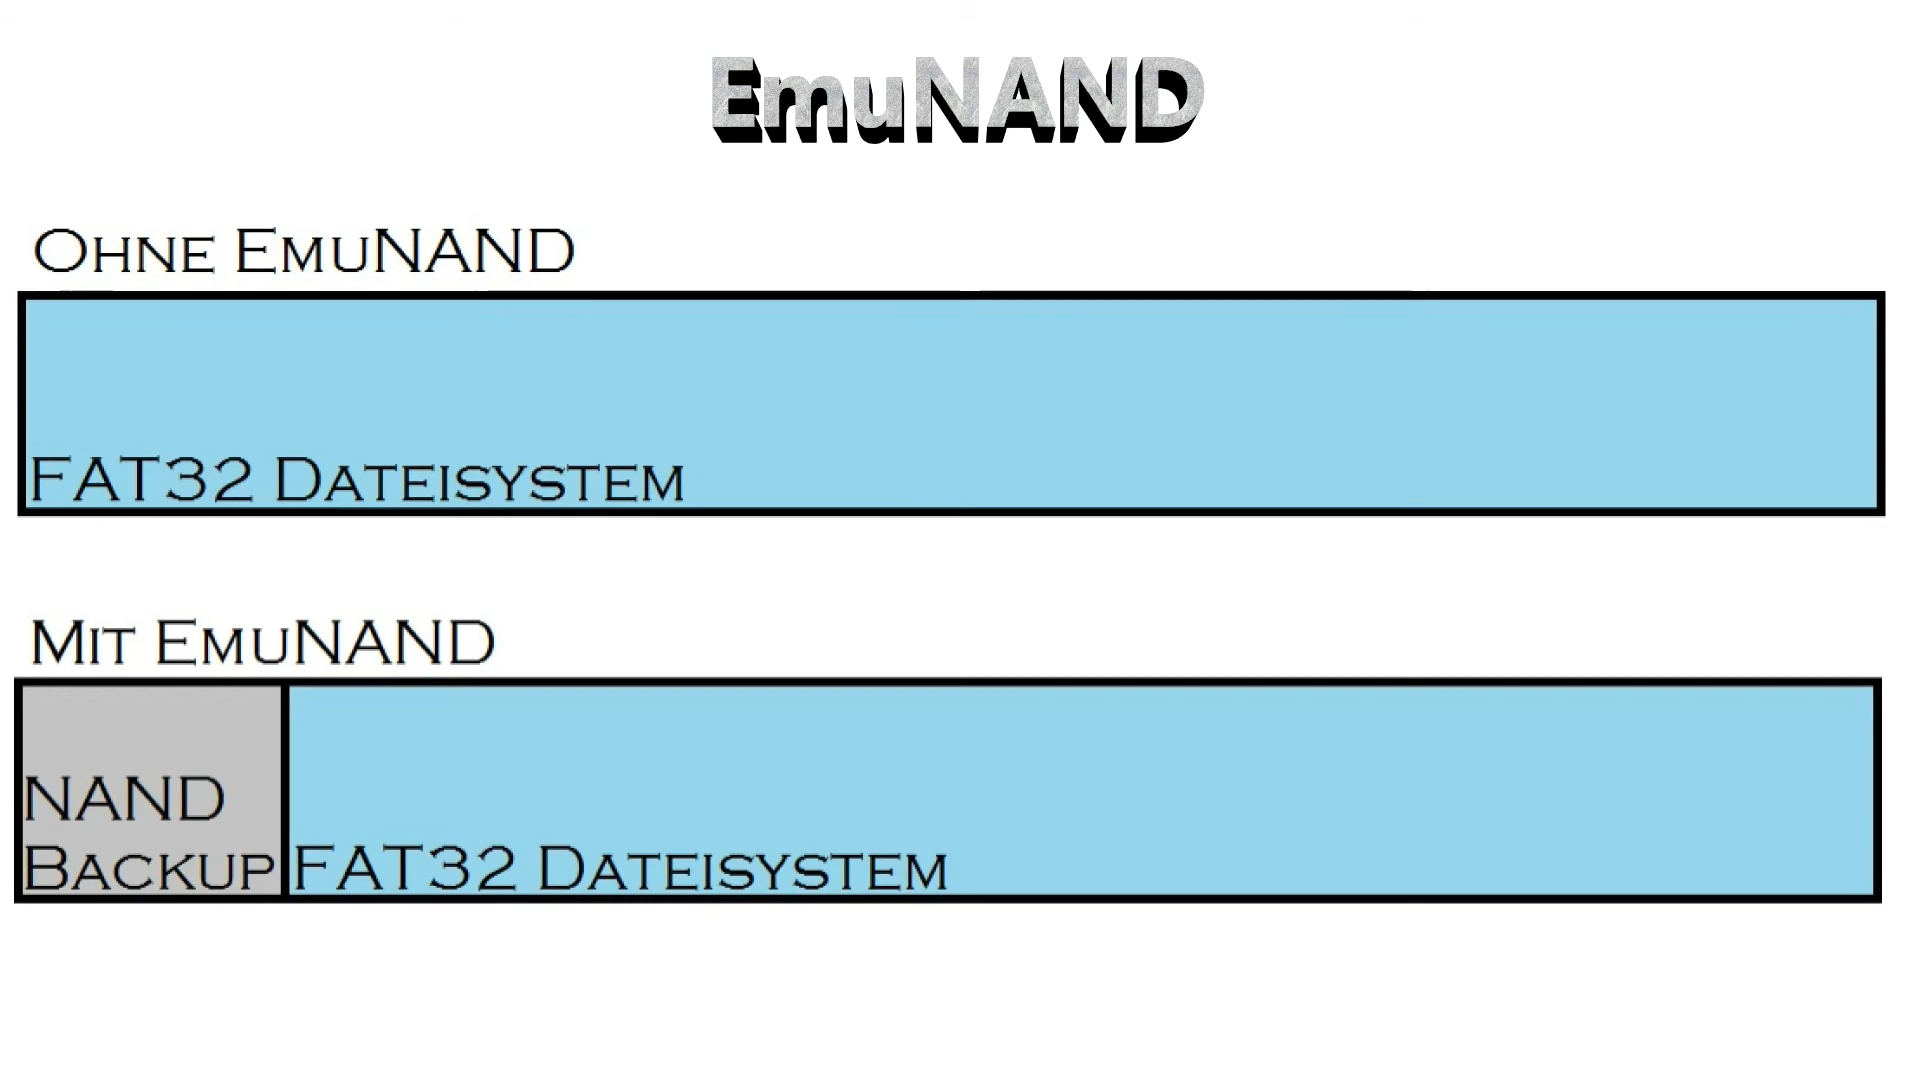 EmuNAND
Ohne EmuNAND
FAT32 Dateisystem
Mit EmuNAND
NAND
Backup
FAT32 Dateisystem